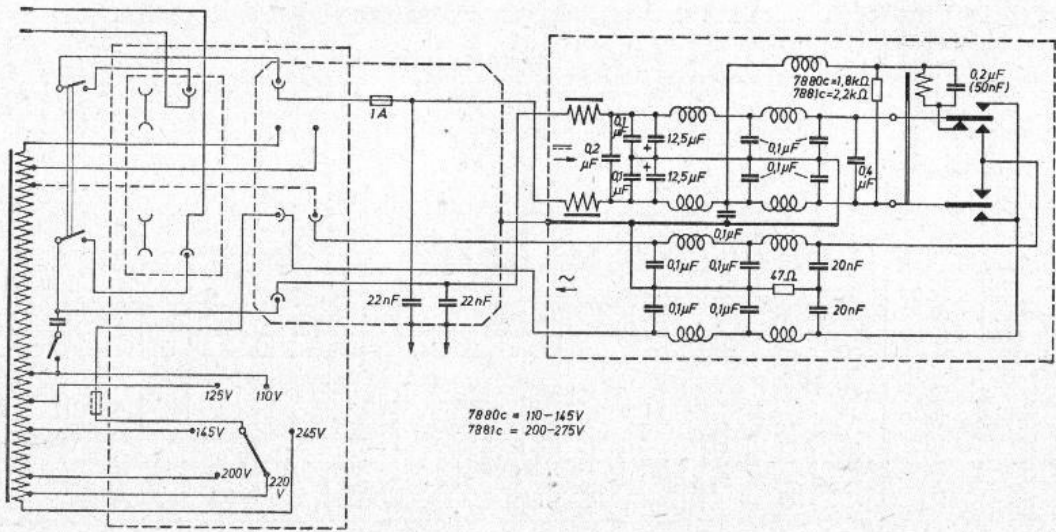 7880c=1,8kΩ
7881c=2,2kΩ
0,2µF
(50nF)
1A
0,1
µF
12,5µF
0,2
µF
0,1µF
+
+
0,1
µF
12,5µF
0,1µF
0,4
µF
0,1µF
22nF
22nF
~
0,1µF
0,1µF
47Ω
20nF
0,1µF
0,1µF
20nF
125V
110V
145V
245V
200V
220
V
7880c = 110-145V
7881c = 200-275V